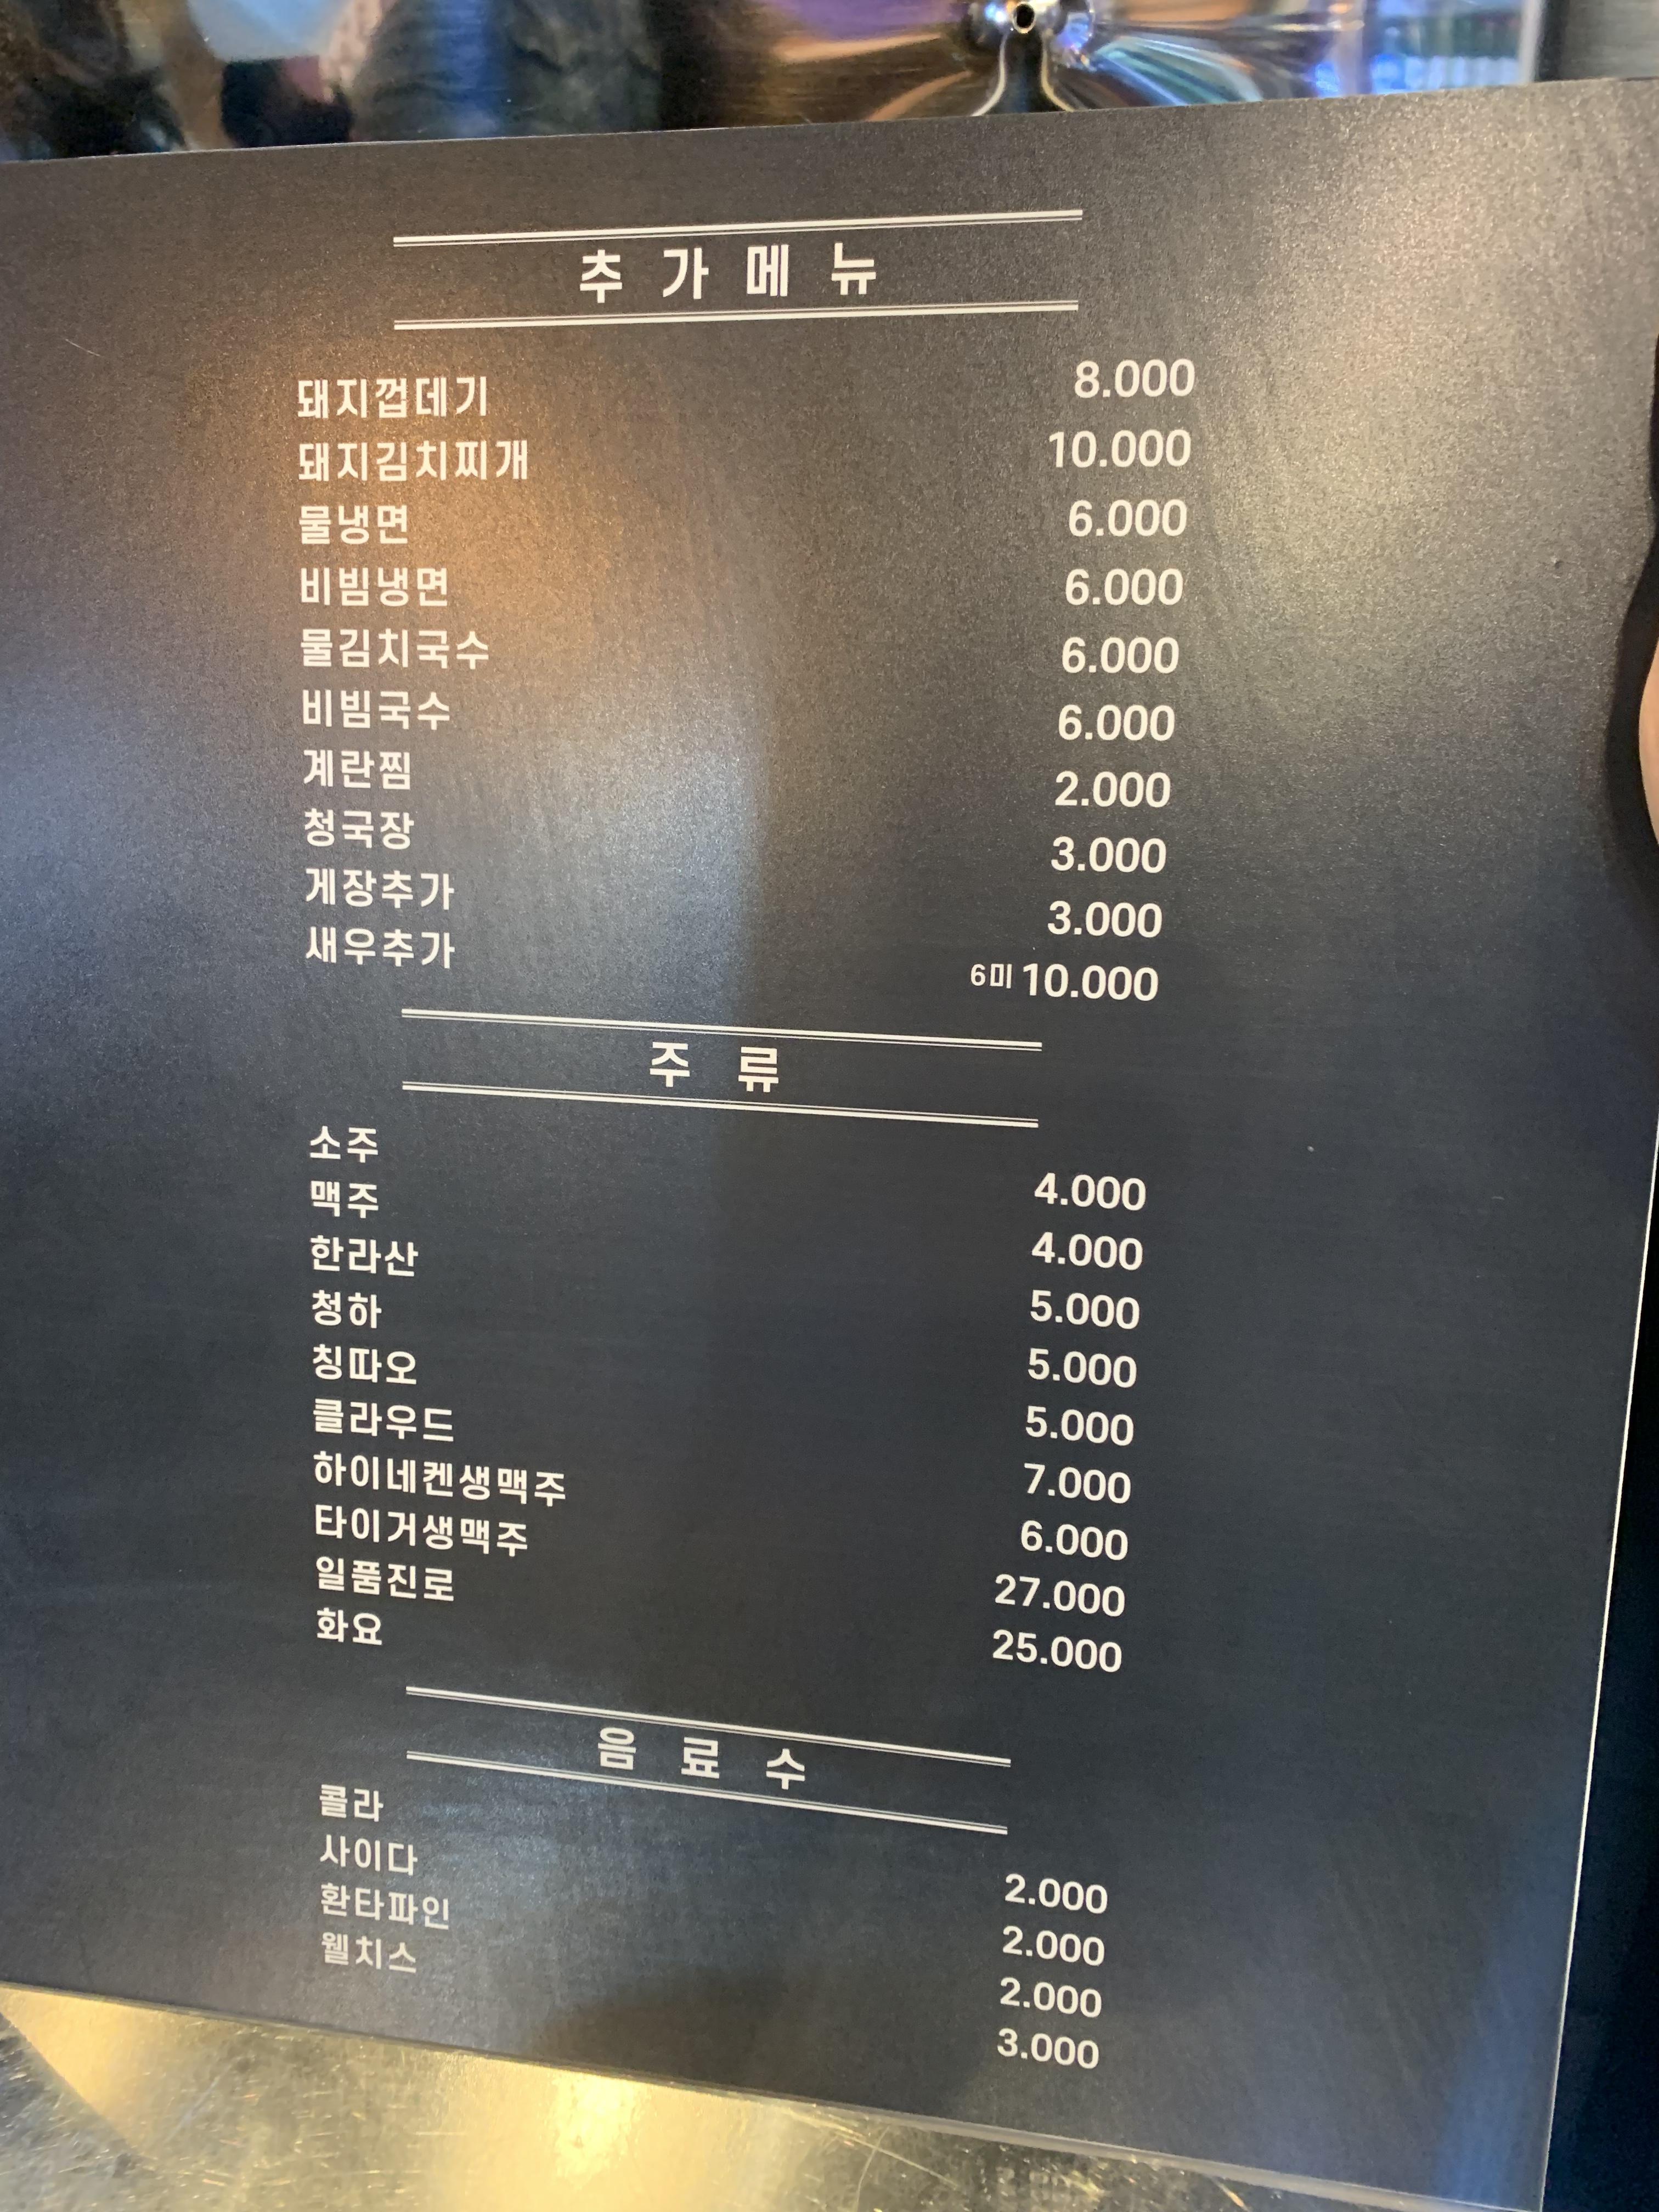 추가메뉴
돼지껍데기 8.000
돼지김치찌개 10.000
물냉면 6.000
비빔냉면 6.000
물김치국수 6.000
비빔국수 6.000
계란찜 2.000
청국장 3.000
게장추가 3.000
새우추가 6미 10.000
주류
소주 4.000
맥주 4.000
한라산 5.000
청하 5.000
칭따오 5.000
클라우드 7.000
하이네켄생맥주 6.000
타이거생맥주 27.000
일품진로 25.000
화요
음료수
콜라 2.000
사이다 2.000
환타파인 2.000
웰치스 3.000